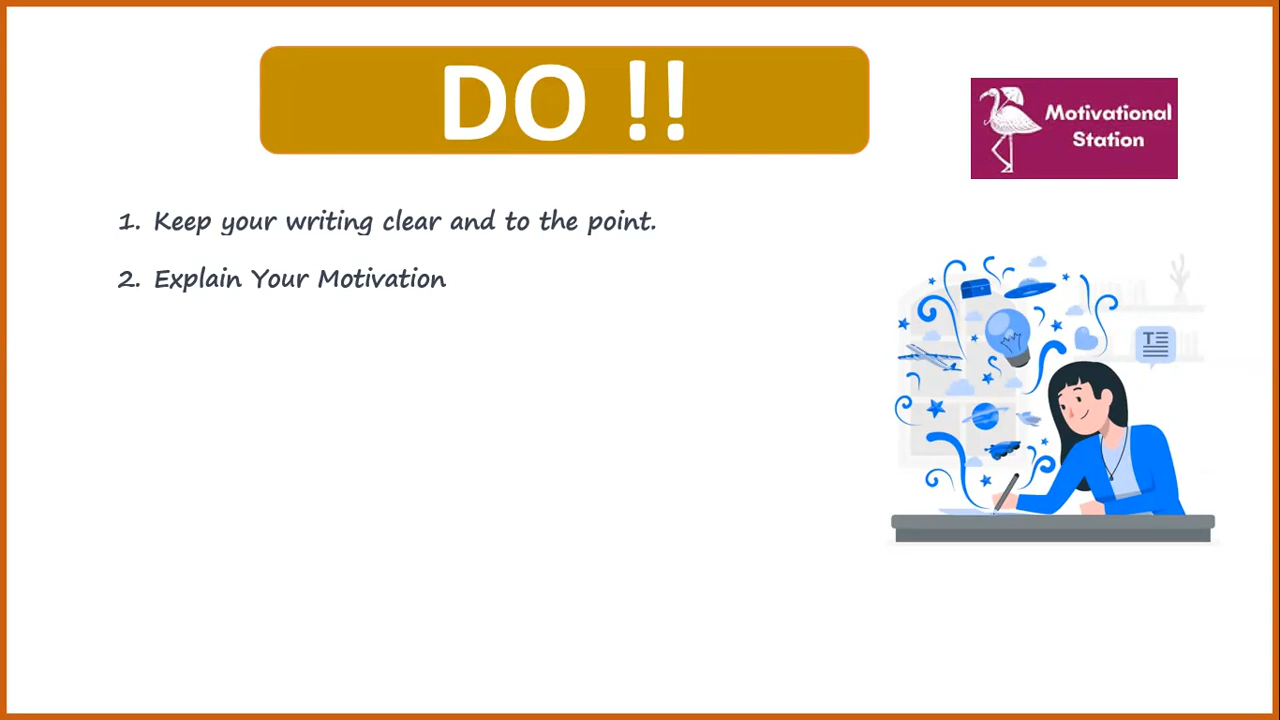 DO !!
Motivational
Station
1. Keep your writing clear and to the point.
2. Explain Your Motivation
T